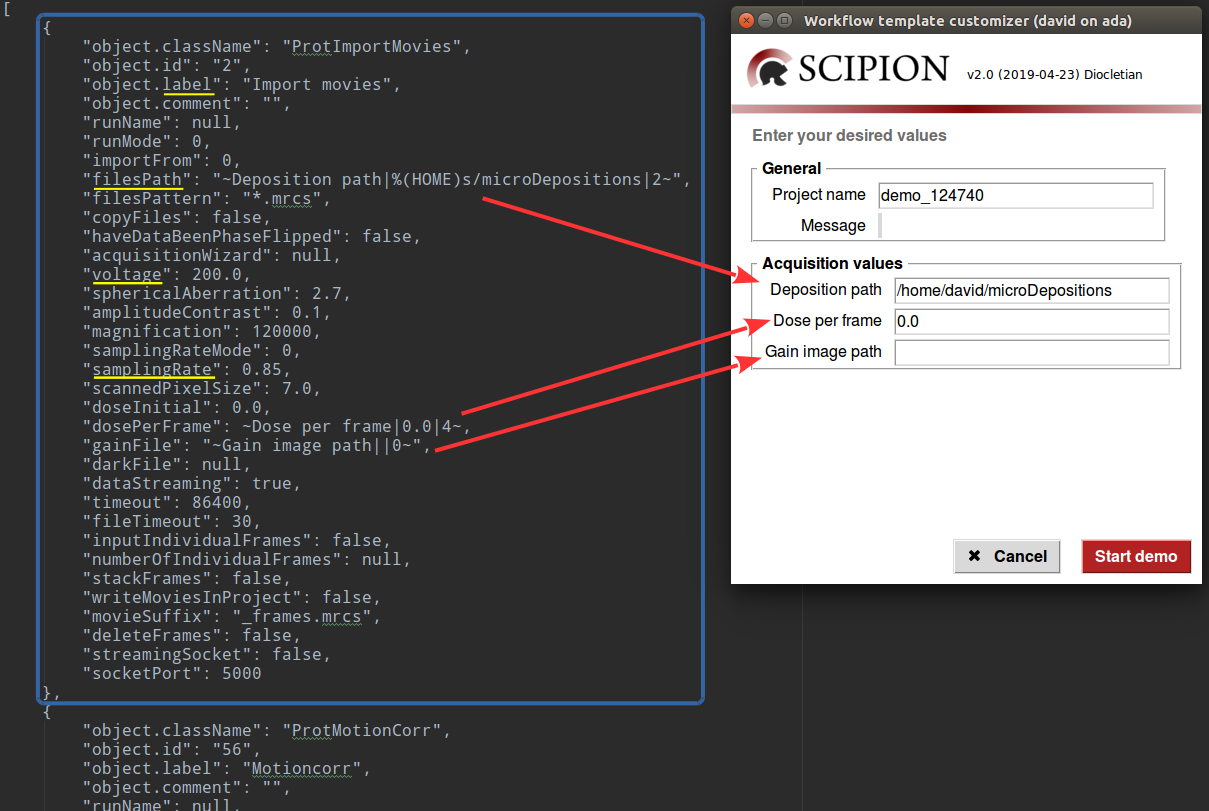 [
{
"object.className": "ProtImportMovies",
"object.id": "2",
"object.label": "Import movies",
"object.comment": "",
"runName": null,
"runMode": 0,
"importFrom": 0,
"filesPath": "~Deposition path|%(HOME)s/microDepositions|2~",
"filesPattern": "*.mrcs",
"copyFiles": false,
"haveDataBeenPhaseFlipped": false,
"acquisitionWizard": null,
"voltage": 200.0,
"sphericalAberration": 2.7,
"amplitudeContrast": 0.1,
"magnification": 120000,
"samplingRateMode": 0,
"samplingRate": 0.85,
"scannedPixelSize": 7.0,
"doseInitial": 0.0,
"dosePerFrame": ~Dose per frame|0.0|4~,
"gainFile": "~Gain image path||0~",
"darkFile": null,
"dataStreaming": true,
"timeout": 86400,
"fileTimeout": 30,
"inputIndividualFrames": false,
"numberOfIndividualFrames": null,
"stackFrames": false,
"writeMoviesInProject": false,
"movieSuffix": "_frames.mrcs",
"deleteFrames": false,
"streamingSocket": false,
"socketPort": 5000
},
{
"object.className": "ProtMotionCorr",
"object.id": "56",
"object.label": "Motioncorr",
"object.comment": "",
"runName": null,
Workflow template customizer (david on ada)
SCIPION v2.0 (2019-04-23) Diocletian
Enter your desired values
General
Project name demo_124740
Message
Acquisition values
Deposition path /home/david/microDepositions
Dose per frame 0.0
Gain image path
Cancel Start demo